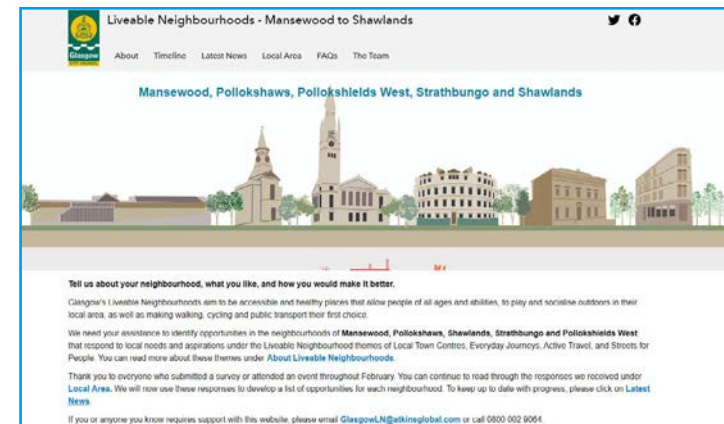 Liveable Neighbourhoods - Mansewood to Shawlands
Glasgow
CITY COUNCIL
About Timeline Latest News Local Area FAQs The Team
Mansewood, Pollokshaws, Pollokshields West, Strathbungo and Shawlands
Tell us about your neighbourhood, what you like, and how you would make it better.
Glasgow's Liveable Neighbourhoods aim to be accessible and healthy places that allow people of all ages and abilities, to play and socialise outdoors in their
local area, as well as making walking, cycling and public transport their first choice.
We need your assistance to identify opportunities in the neighbourhoods of Mansewood, Pollokshaws, Shawlands, Strathbungo and Pollokshields West
that respond to local needs and aspirations under the Liveable Neighbourhood themes of Local Town Centres, Everyday Journeys, Active Travel, and Streets for
People. You can read more about these themes under About Liveable Neighbourhoods.
Thank you to everyone who submitted a survey or attended an event throughout February. You can continue to read through the responses we received under
Local Area. We will now use these responses to develop a list of opportunities for each neighbourhood. To keep up to date with progress, please click on Latest
News.
If you or anyone you know requires support with this website, please email GlasgowLN@atkinsglobal.com or call 0800 002 9064.